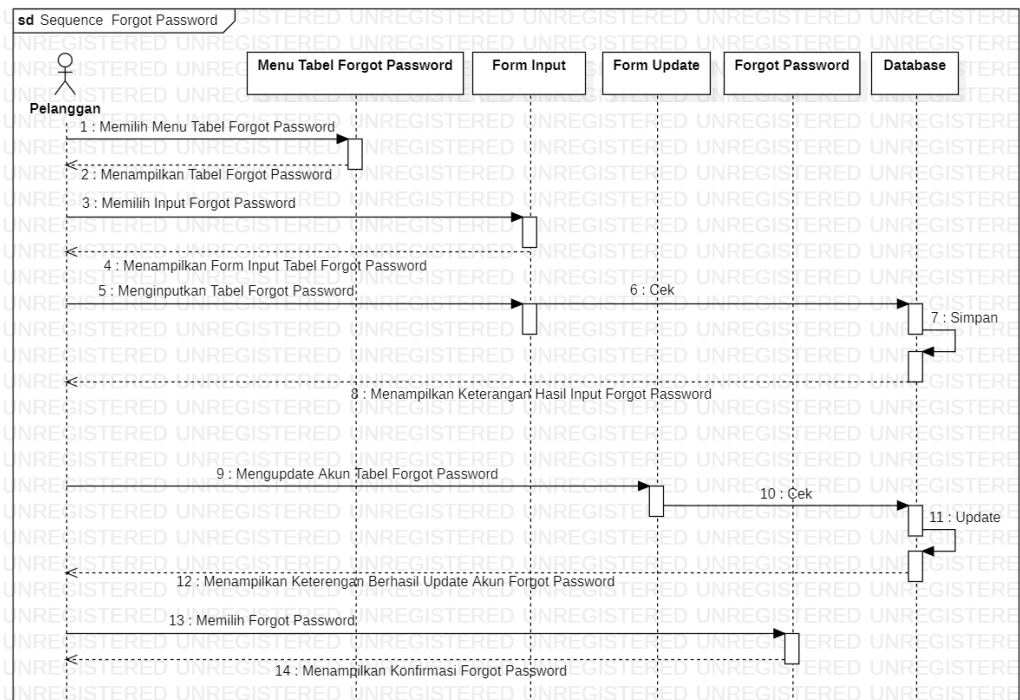 sd Sequence Forgot Password
Menu Tabel Forgot Password
Form Input
Form Update
Forgot Password
Database
Pelanggan
1 : Memilih Menu Tabel Forgot Password
2 : Menampilkan Tabel Forgot Password
3 : Memilih Input Forgot Password
4 : Menampilkan Form Input Tabel Forgot Password
5 : Menginputkan Tabel Forgot Password
6 : Cek
7 : Simpan
8 : Menampilkan Keterangan Hasil Input Forgot Password
9 : Mengupdate Akun Tabel Forgot Password
10 : Cek
11 : Update
12 : Menampilkan Keterengan Berhasil Update Akun Forgot Password
13 : Memilih Forgot Password
14 : Menampilkan Konfirmasi Forgot Password
UNREGISTERED